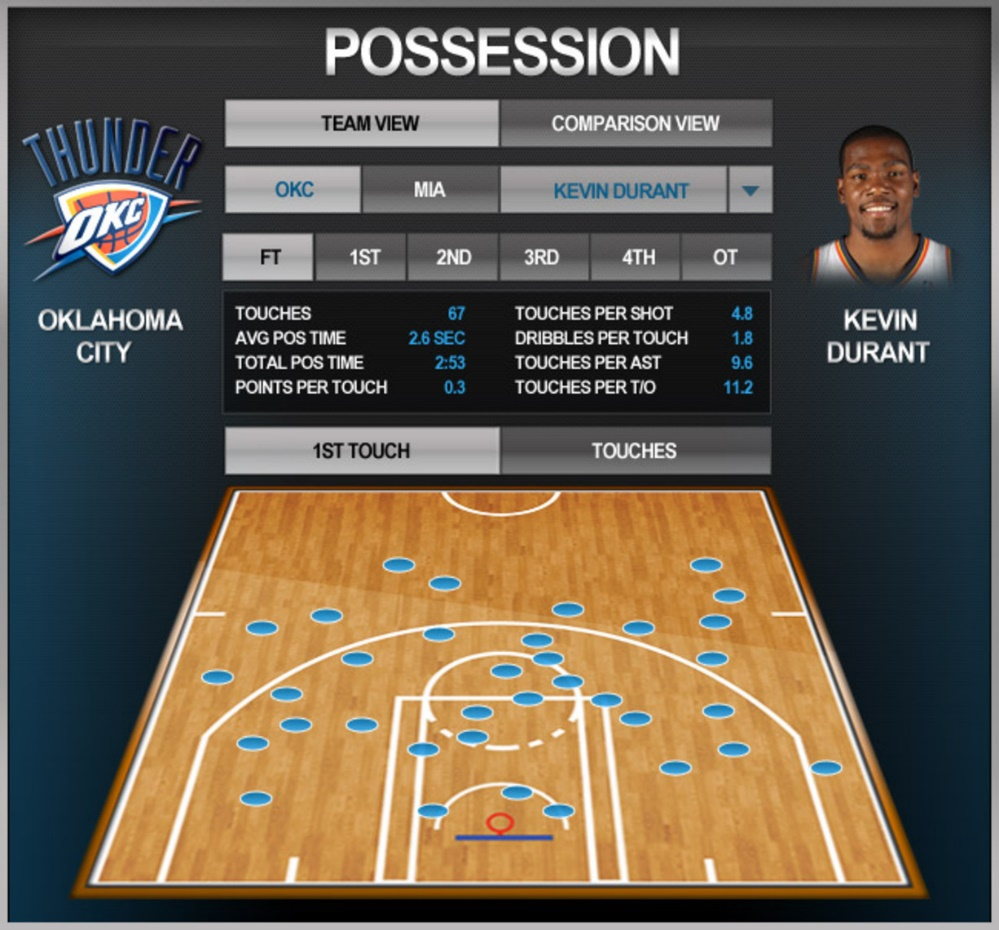 POSSESSION
TEAM VIEW COMPARISON VIEW
THUNDER
OKC
OKC MIA KEVIN DURANT
FT 1ST 2ND 3RD 4TH OT
OKLAHOMA
CITY
KEVIN
DURANT
TOUCHES 67 TOUCHES PER SHOT 4.8
AVG POS TIME 2.6 SEC DRIBBLES PER TOUCH 1.8
TOTAL POS TIME 2:53 TOUCHES PER AST 9.6
POINTS PER TOUCH 0.3 TOUCHES PER T/O 11.2
1ST TOUCH TOUCHES